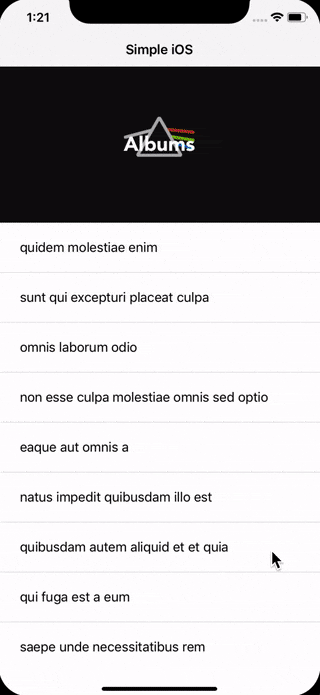 1:21
Simple iOS
Albums
quidem molestiae enim
sunt qui excepturi placeat culpa
omnis laborum odio
non esse culpa molestiae omnis sed optio
eaque aut omnis a
natus impedit quibusdam illo est
quibusdam autem aliquid et et quia
qui fuga est a eum
saepe unde necessitatibus rem